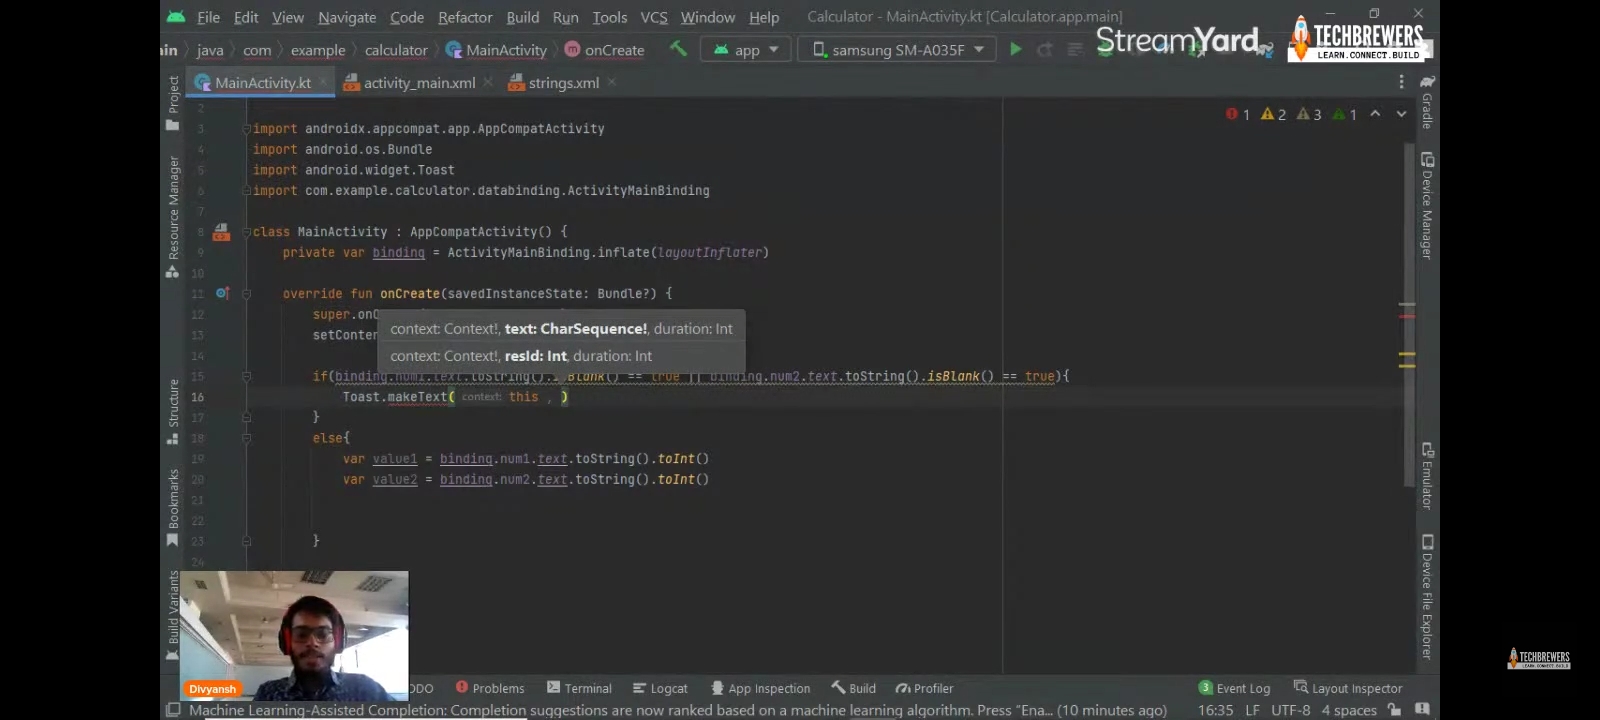 File Edit View Navigate Code Refactor Build Run Tools VCS Window Help Calculator - MainActivity.kt [Calculator.app.main]
StreamYard
TECHBREWERS
LEARN.CONNECT.BUILD
in java com example calculator MainActivity onCreate app samsung SM-A035F
MainActivity.kt activity_main.xml strings.xml
Project
Resource Manager
Structure
Bookmarks
Build Variants
Gradle
Device Manager
Emulator
Device File Explorer
1 2 3 1
2
3 import androidx.appcompat.app.AppCompatActivity
4 import android.os.Bundle
5 import android.widget.Toast
6 import com.example.calculator.databinding.ActivityMainBinding
7
8 class MainActivity : AppCompatActivity() {
9 private var binding = ActivityMainBinding.inflate(layoutInflater)
10
11 override fun onCreate(savedInstanceState: Bundle?) {
12 super.onC
context: Context!, text: CharSequence!, duration: Int
13 setConten
context: Context!, resId: Int, duration: Int
14
15 if(binding.num1.text.toString().isBlank() == true || binding.num2.text.toString().isBlank() == true){
16 Toast.makeText( context: this , )
17 }
18 else{
19 var value1 = binding.num1.text.toString().toInt()
20 var value2 = binding.num2.text.toString().toInt()
21
22
23 }
24
Divyansh
TECHBREWERS
ODO Problems Terminal Logcat App Inspection Build Profiler 3 Event Log Layout Inspector
Machine Learning-Assisted Completion: Completion suggestions are now ranked based on a machine learning algorithm. Press "Ena... (10 minutes ago) 16:35 LF UTF-8 4 spaces